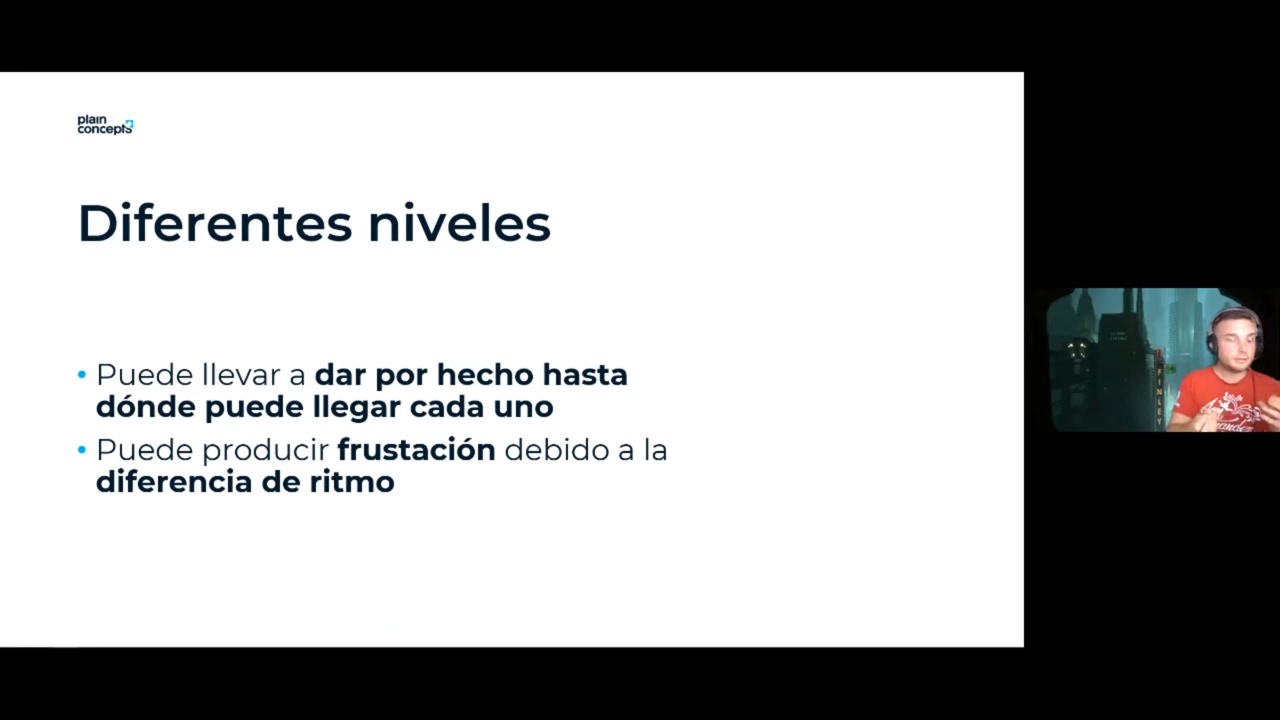 plain
concepts
Diferentes niveles
• Puede llevar a dar por hecho hasta
dónde puede llegar cada uno
• Puede producir frustación debido a la
diferencia de ritmo
FINLEY